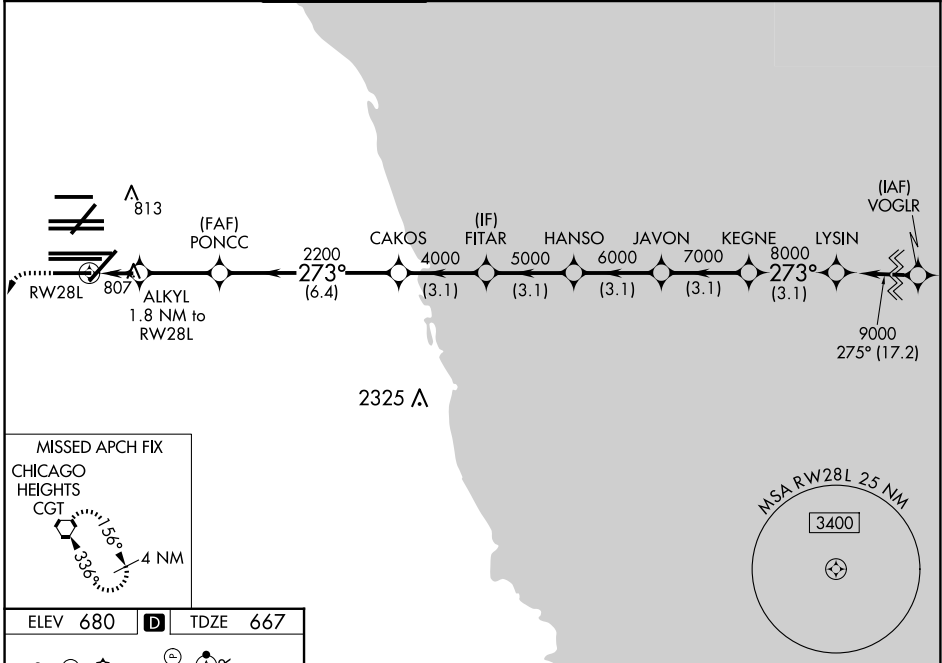 813
(FAF)
PONCC
2200
273°
(6.4)
CAKOS
4000
(3.1)
(IF)
FITAR
5000
(3.1)
HANSO
6000
(3.1)
JAVON
7000
(3.1)
KEGNE
8000
273°
(3.1)
LYSIN
(IAF)
VOGLR
9000
275° (17.2)
RW28L
807
ALKYL
1.8 NM to
RW28L
2325
MISSED APCH FIX
CHICAGO
HEIGHTS
CGT
156°
336°
4 NM
MSA RW28L 25 NM
3400
ELEV 680 D TDZE 667
P